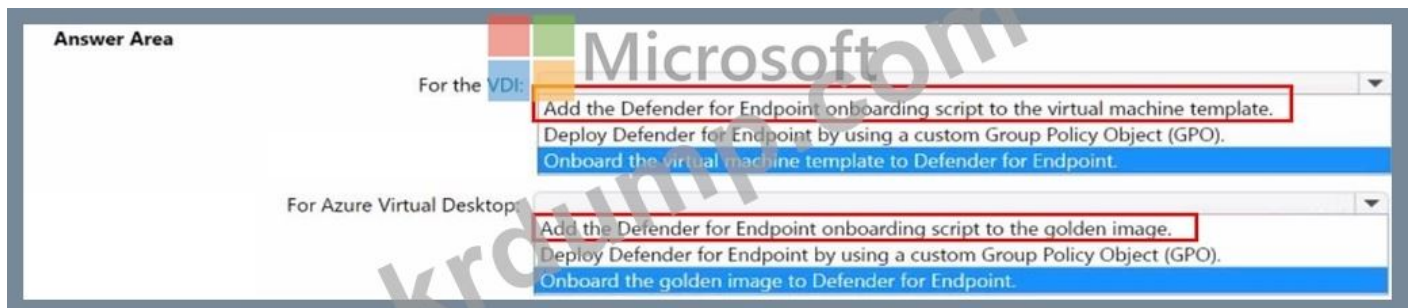 Answer Area
Microsoft
For the VDI:
Add the Defender for Endpoint onboarding script to the virtual machine template.
Deploy Defender for Endpoint by using a custom Group Policy Object (GPO).
Onboard the virtual machine template to Defender for Endpoint.
For Azure Virtual Desktop:
Add the Defender for Endpoint onboarding script to the golden image.
Deploy Defender for Endpoint by using a custom Group Policy Object (GPO).
Onboard the golden image to Defender for Endpoint.
krdump.com